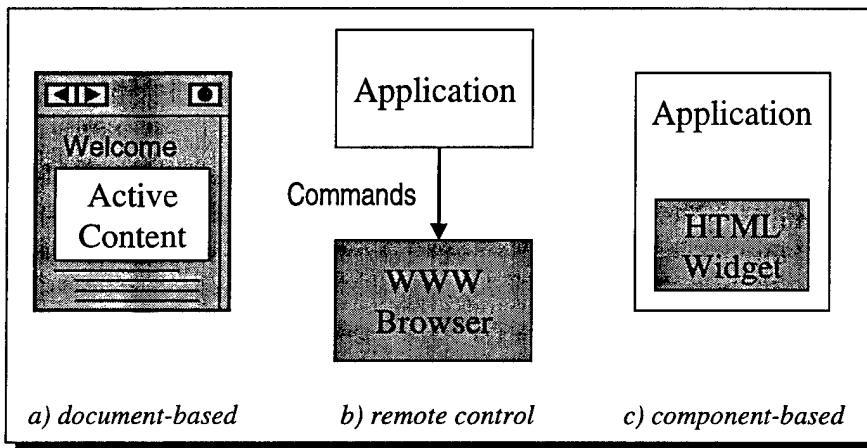 Welcome
Active
Content
a) document-based
Application
Commands
WWW
Browser
b) remote control
Application
HTML
Widget
c) component-based